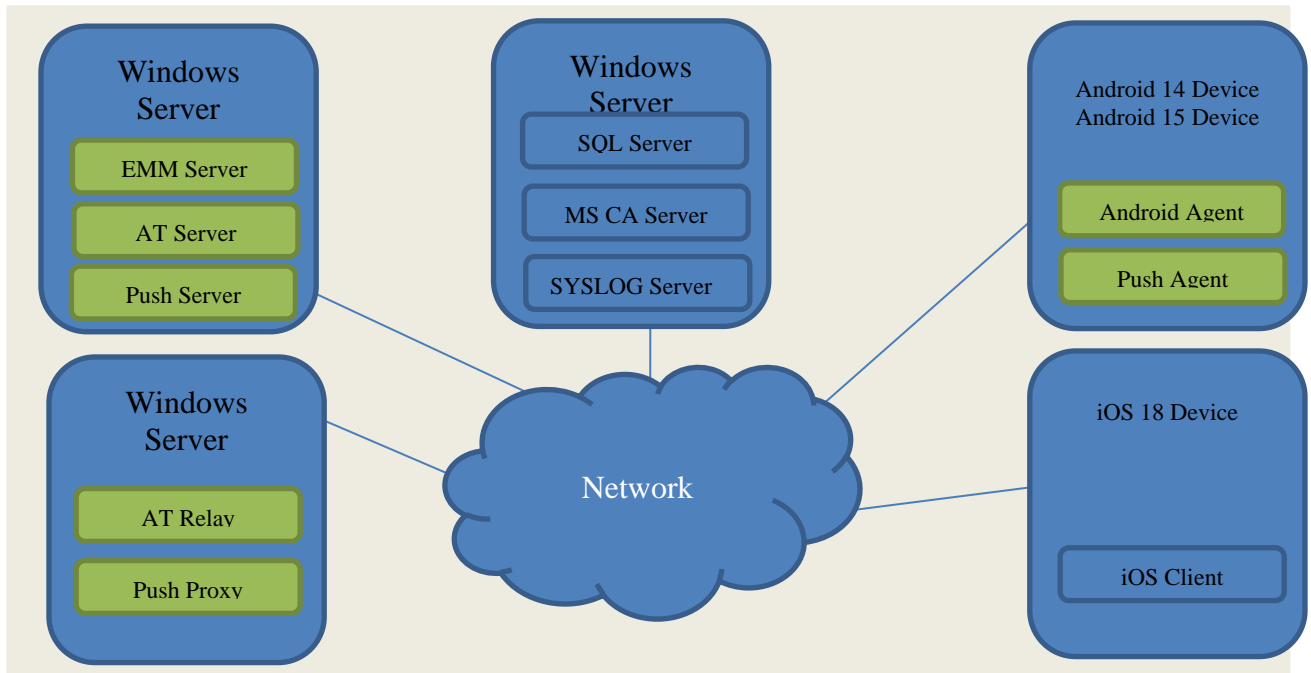 Windows
Server
EMM Server
AT Server
Push Server
Windows
Server
SQL Server
MS CA Server
SYSLOG Server
Android 14 Device
Android 15 Device
Android Agent
Push Agent
Windows
Server
AT Relay
Push Proxy
Network
iOS 18 Device
iOS Client